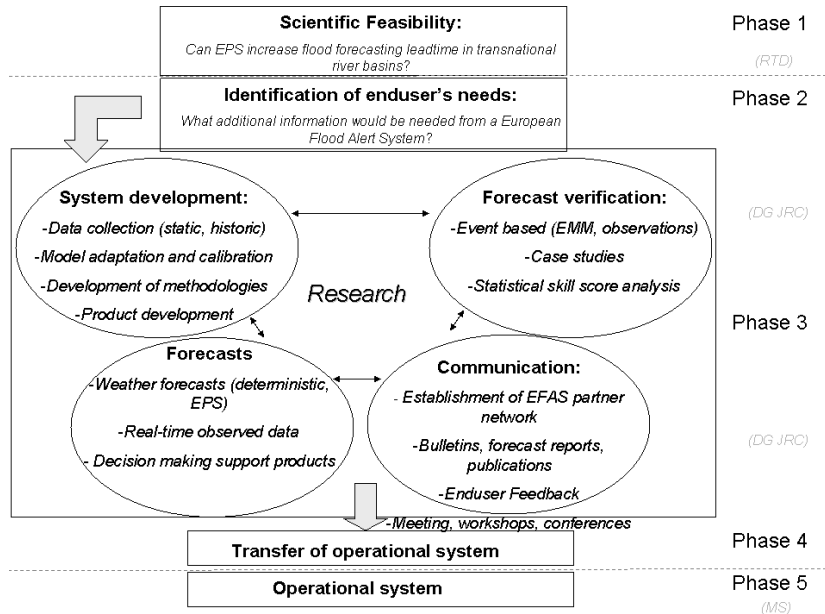 Scientific Feasibility:
Can EPS increase flood forecasting leadtime in transnational
river basins?
Phase 1
(RTD)
Identification of enduser's needs:
What additional information would be needed from a European
Flood Alert System?
Phase 2
(DG JRC)
System development:
-Data collection (static, historic)
-Model adaptation and calibration
-Development of methodologies
-Product development
Forecast verification:
-Event based (EMM, observations)
-Case studies
-Statistical skill score analysis
Research
Phase 3
Forecasts
-Weather forecasts (deterministic,
EPS)
-Real-time observed data
- Decision making support products
Communication:
- Establishment of EFAS partner
network
-Bulletins, forecast reports,
publications
-Enduser Feedback
-Meeting, workshops, conferences
(DG JRC)
Transfer of operational system
Phase 4
Operational system
Phase 5
(MS)